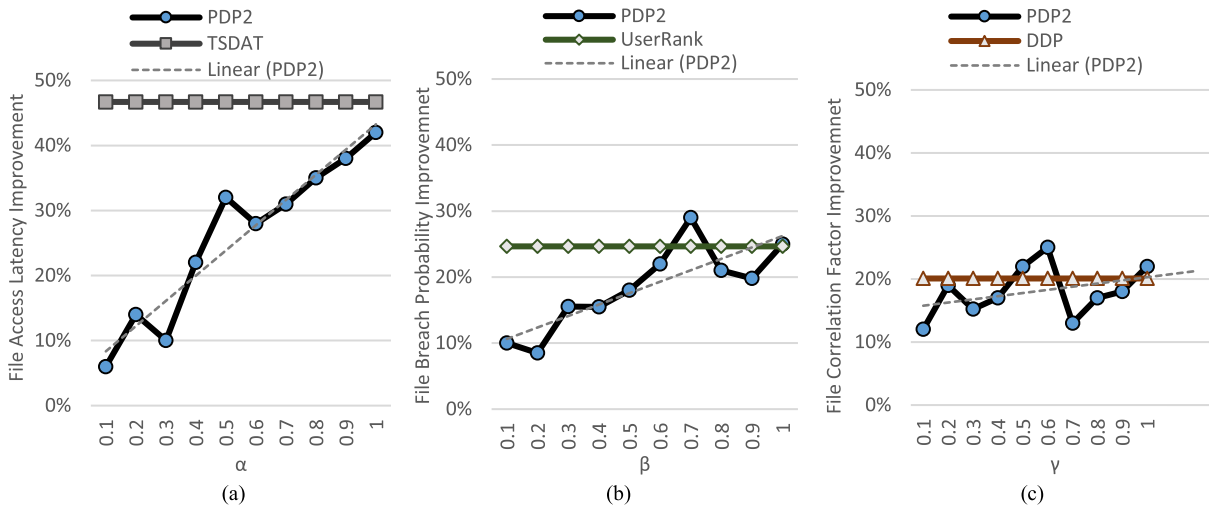 PDP2
TSDAT
Linear (PDP2)
File Access Latency Improvement
50%
40%
30%
20%
10%
0%
0.1 0.2 0.3 0.4 0.5 0.6 0.7 0.8 0.9 1
α
(a)
PDP2
UserRank
Linear (PDP2)
File Breach Probability Improvemnet
50%
40%
30%
20%
10%
0%
0.1 0.2 0.3 0.4 0.5 0.6 0.7 0.8 0.9 1
β
(b)
PDP2
DDP
Linear (PDP2)
File Correlation Factor Improvemnet
50%
40%
30%
20%
10%
0%
0.1 0.2 0.3 0.4 0.5 0.6 0.7 0.8 0.9 1
γ
(c)